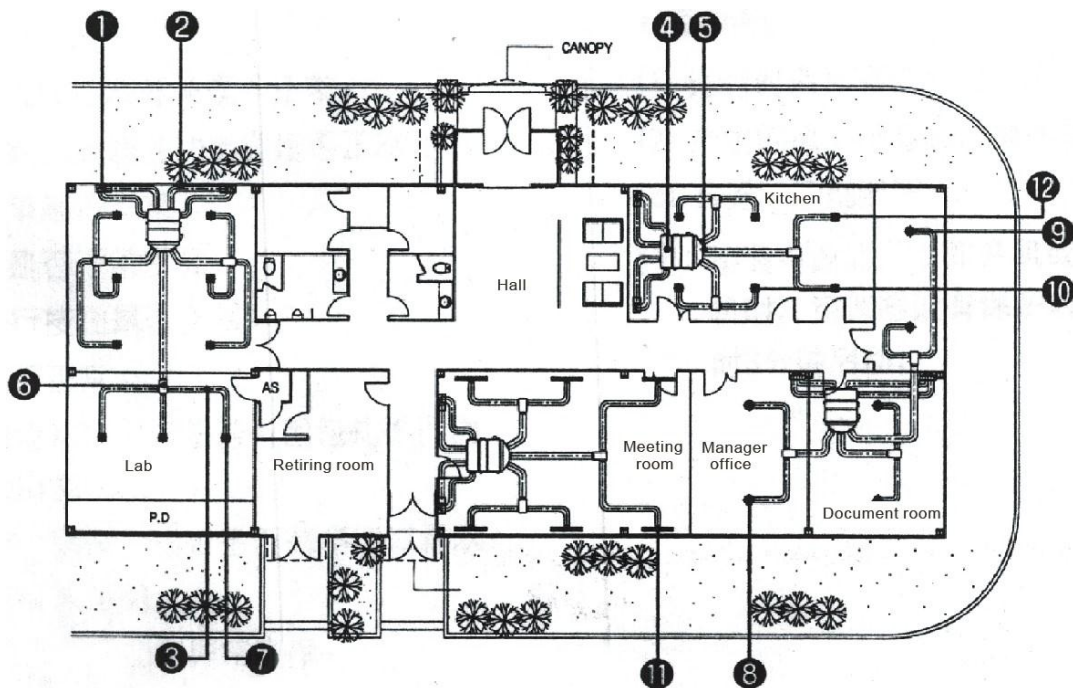 1 2 4 5
CANOPY
Kitchen
12
9
Hall
10
6
AS
Lab
Retiring room
Meeting
room
Manager
office
P.D
Document room
3 7 11 8